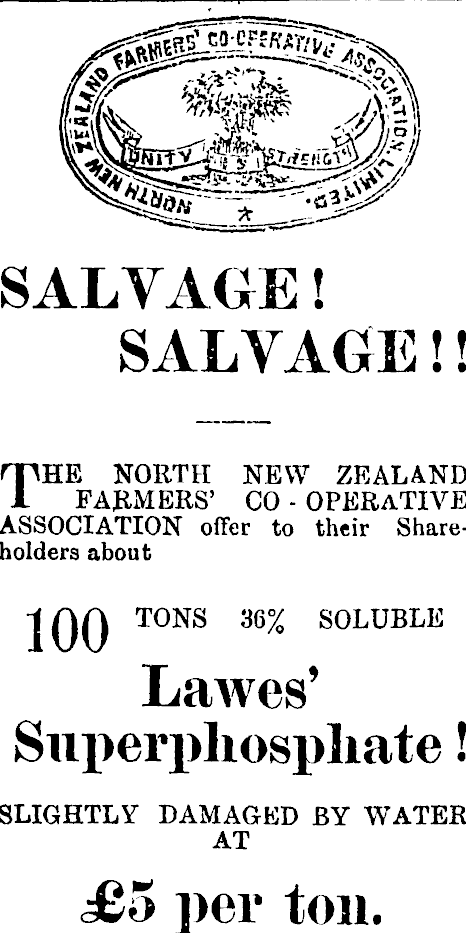 NORTH NEW ZEALAND FARMERS' CO-OPERATIVE ASSOCIATION, LIMITED.
UNITY IS STRENGTH
SALVAGE!
SALVAGE!!
THE NORTH NEW ZEALAND
FARMERS' CO-OPERATIVE
ASSOCIATION offer to their Share-
holders about
100 TONS 36% SOLUBLE
Lawes'
Superphosphate!
SLIGHTLY DAMAGED BY WATER
AT
£5 per ton.